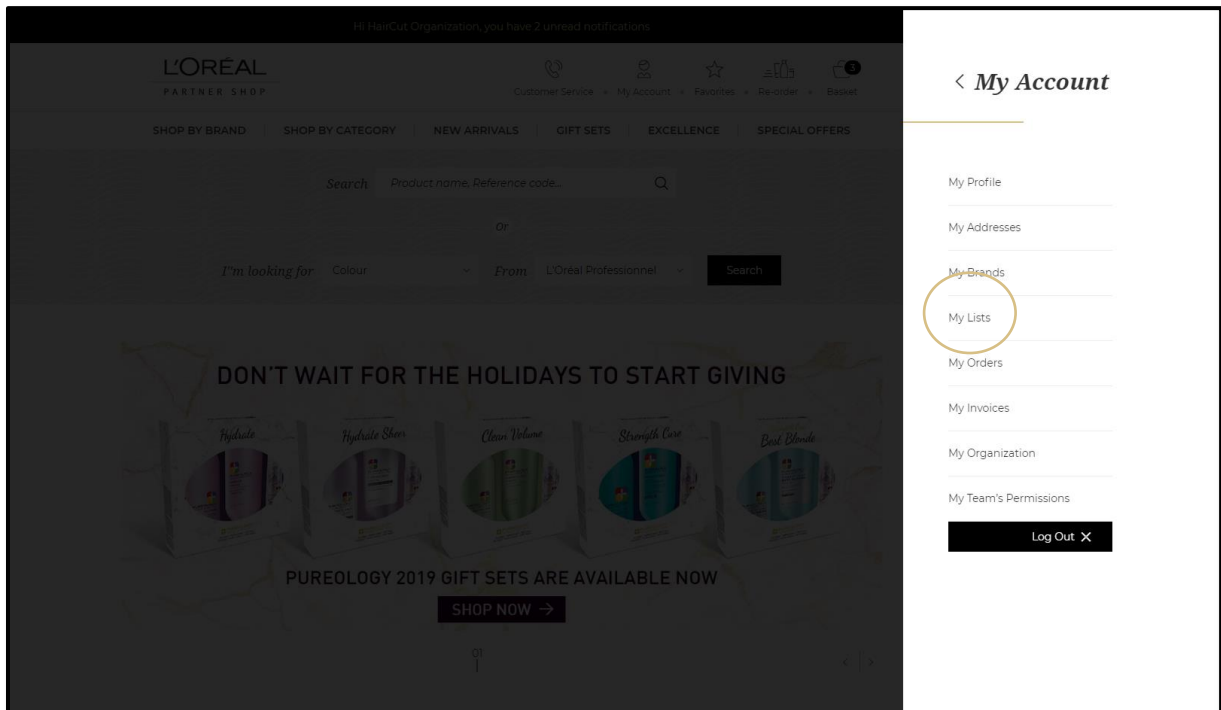 Hi HairCut Organization, you have 2 unread notifications
L'ORÉAL
PARTNER SHOP
Customer Service
My Account
Favorites
Re-order
3
Basket
SHOP BY BRAND
SHOP BY CATEGORY
NEW ARRIVALS
GIFT SETS
EXCELLENCE
SPECIAL OFFERS
Search
Product name, Reference code...
Or
I''m looking for
Colour
From
L'Oréal Professionnel
Search
DON'T WAIT FOR THE HOLIDAYS TO START GIVING
Hydrate
Hydrate Sheer
Clean Volume
Strength Cure
Best Blonde
PUREOLOGY 2019 GIFT SETS ARE AVAILABLE NOW
SHOP NOW →
01
< My Account
My Profile
My Addresses
My Brands
My Lists
My Orders
My Invoices
My Organization
My Team's Permissions
Log Out ×